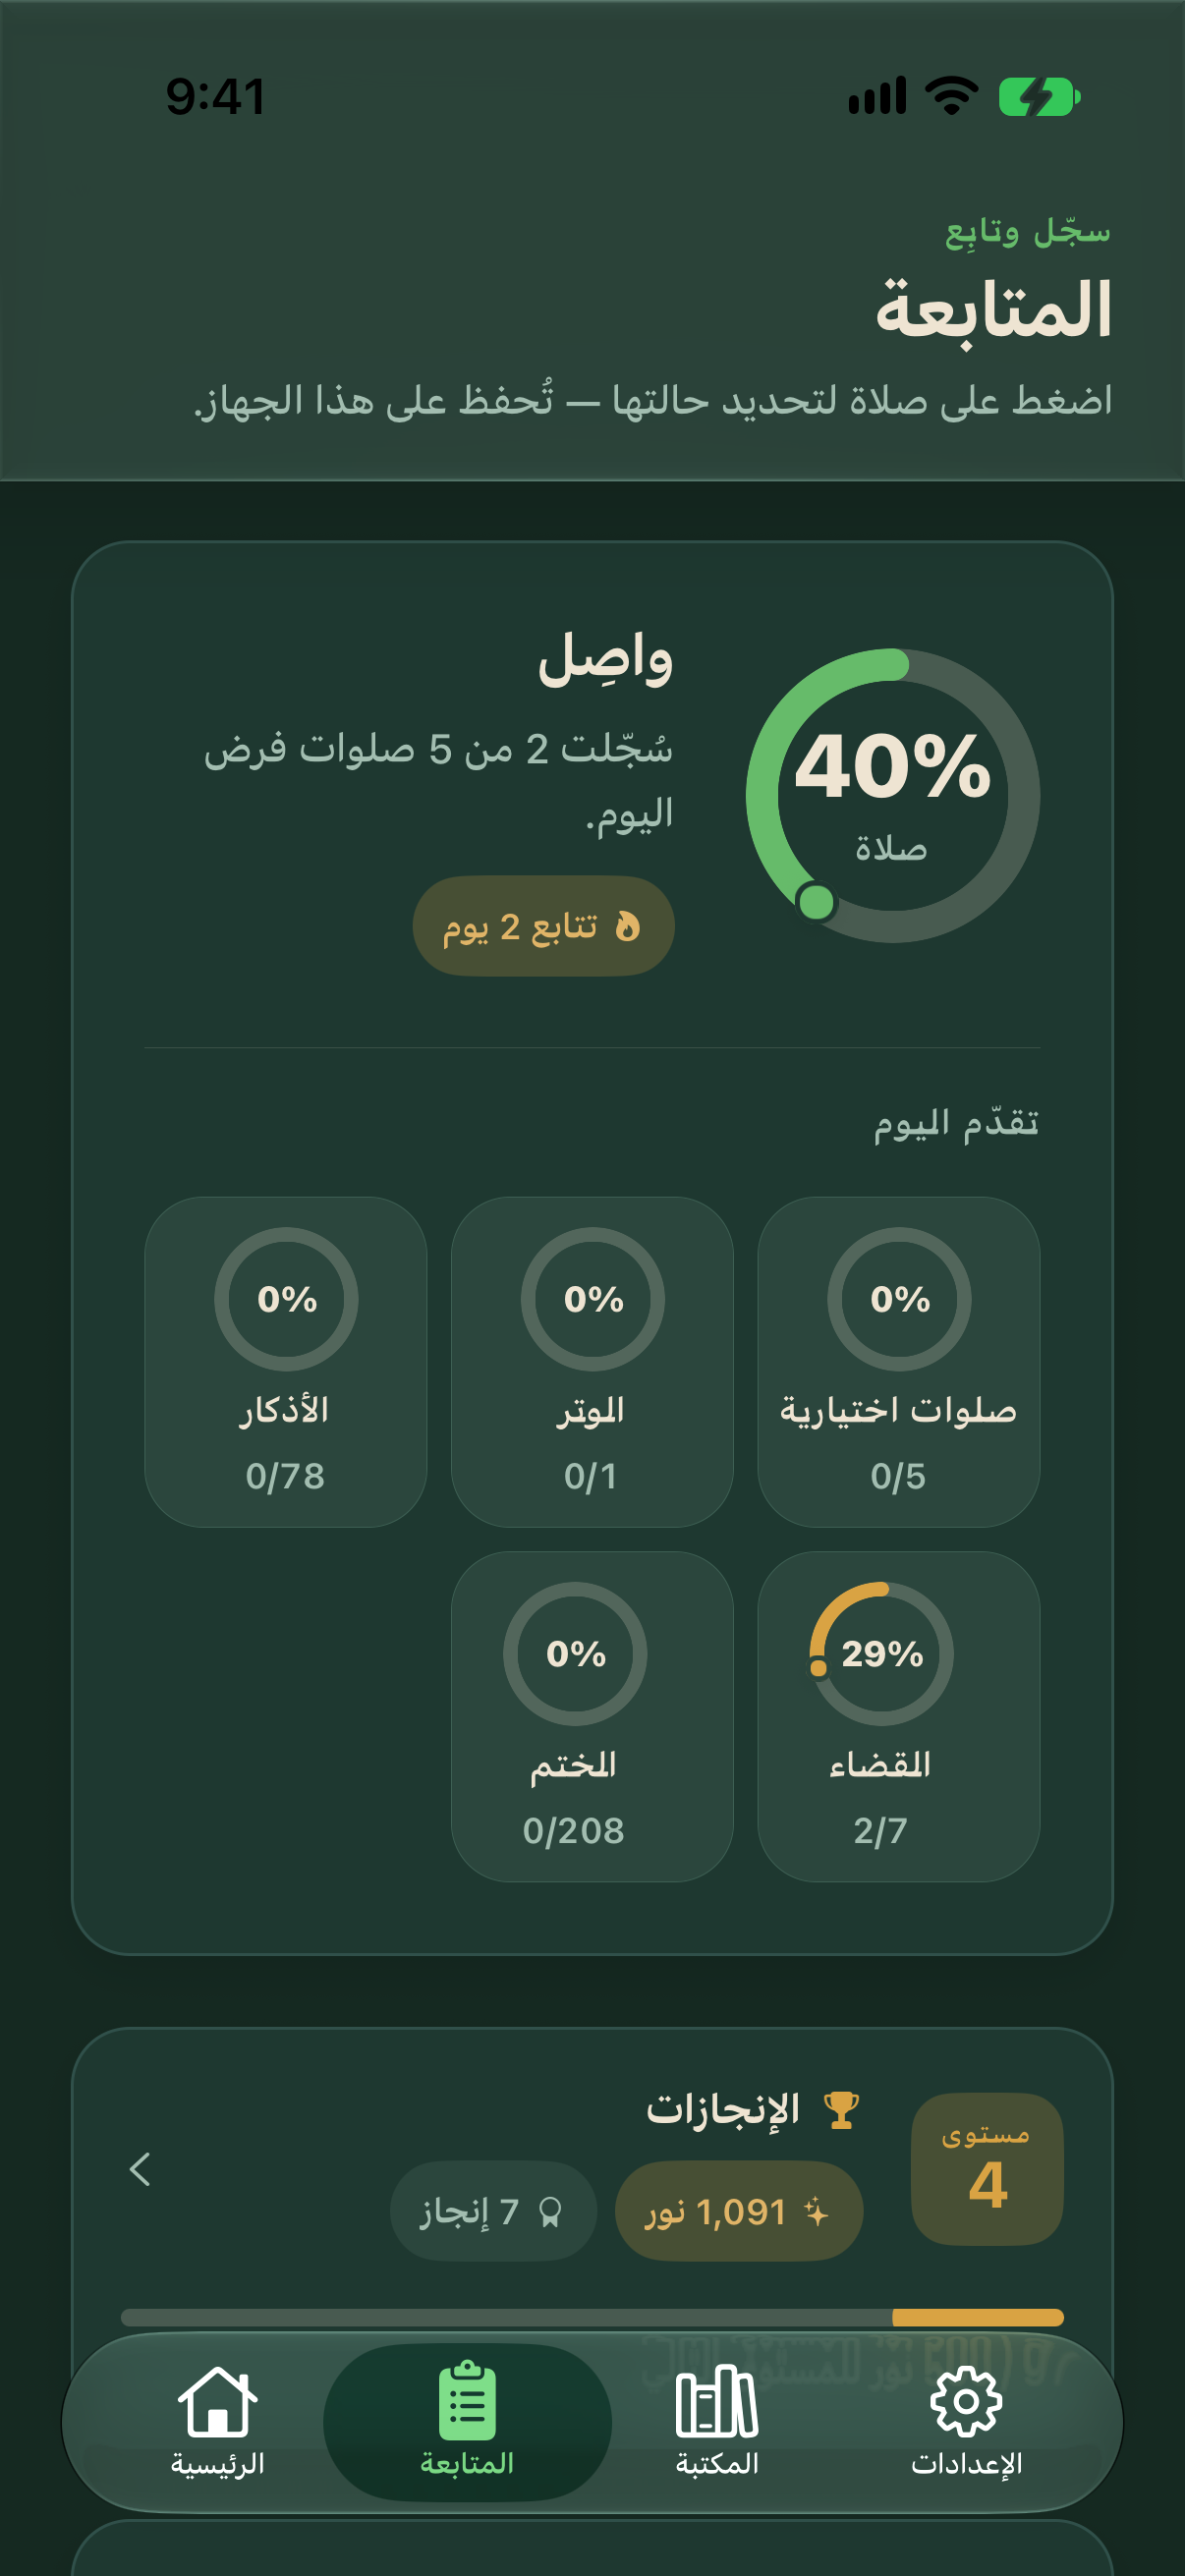 9:41
سجّل وتابِع
المتابعة
اضغط على صلاة لتحديد حالتها — تُحفظ على هذا الجهاز.
40%
صلاة
واصِل
سُجّلت 2 من 5 صلوات فرض
اليوم.
تتابع 2 يوم
تقدّم اليوم
0%
صلوات اختيارية
0/5
0%
الوتر
0/1
0%
الأذكار
0/78
29%
القضاء
2/7
0%
الختم
0/208
مستوى
4
الإنجازات
1,091 نور
7 إنجاز
الإعدادات
المكتبة
المتابعة
الرئيسية